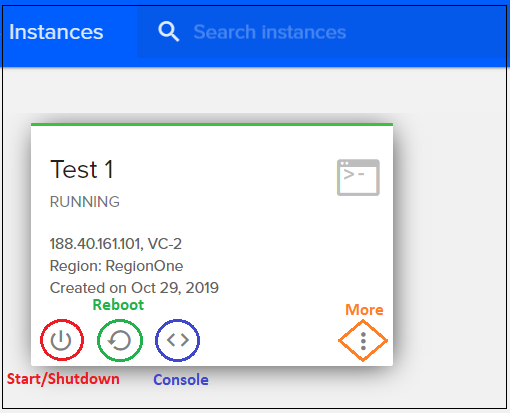 Instances
Search instances
Test 1
RUNNING
188.40.161.101, VC-2
Region: RegionOne
Created on Oct 29, 2019
Reboot
More
Start/Shutdown
Console